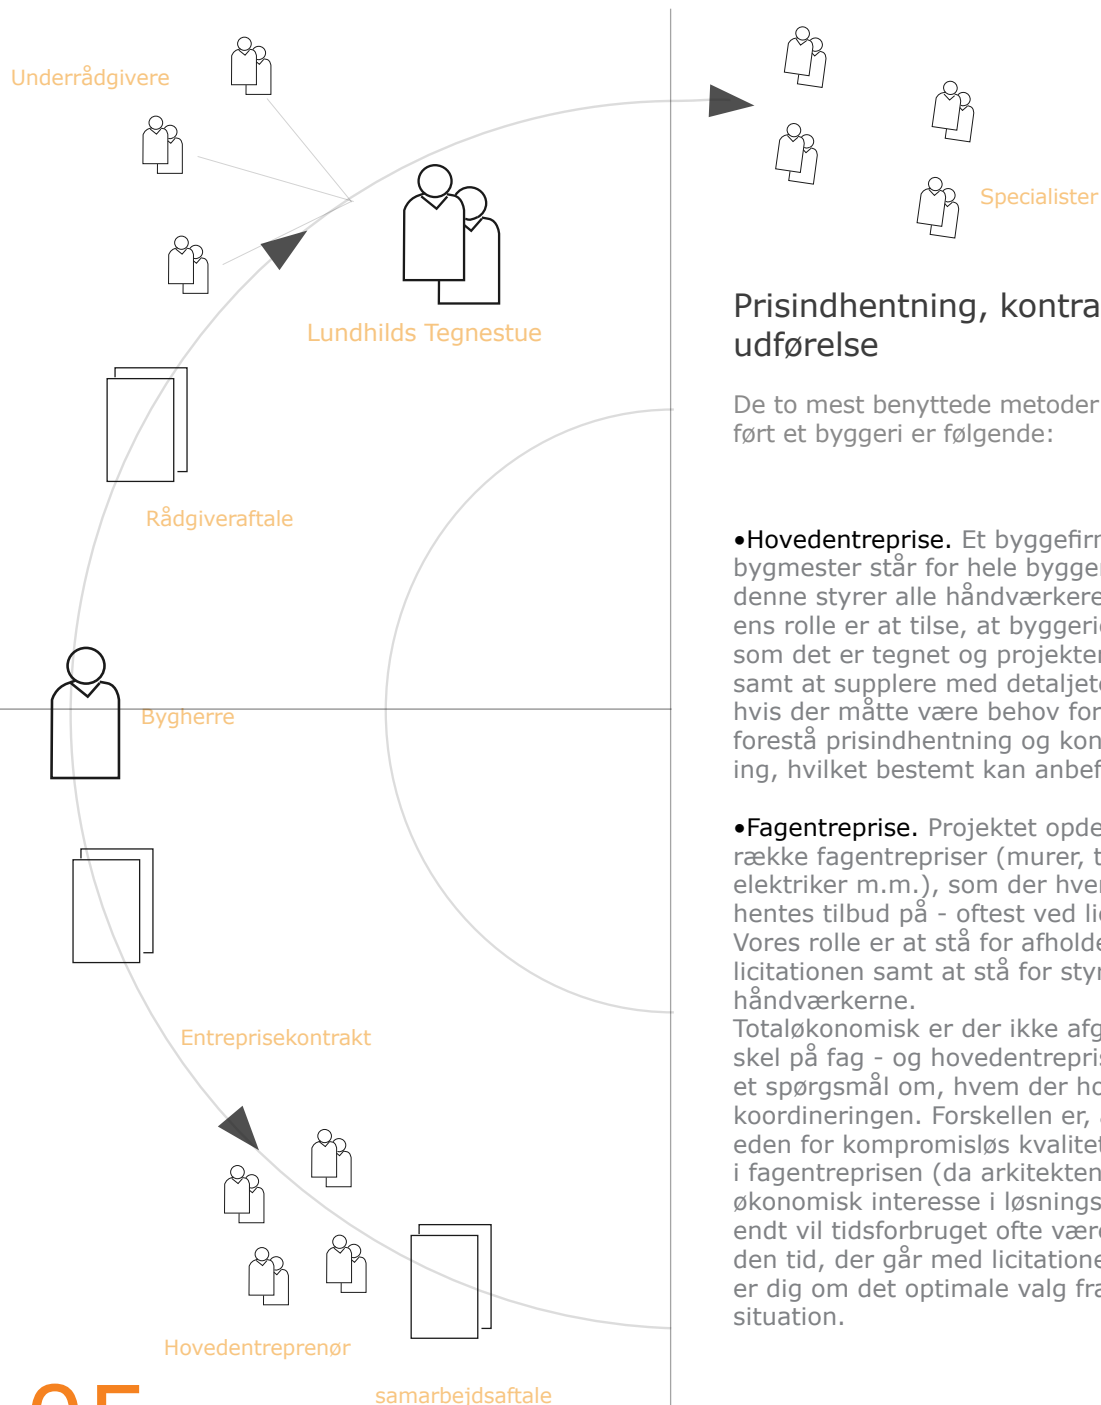 Underrådgivere
Specialister
Lundhilds Tegnestue
Rådgiveraftale
Bygherre
Entreprisekontrakt
Hovedentreprenør
samarbejdsaftale
Prisindhentning, kontra
udførelse
De to mest benyttede metoder
ført et byggeri er følgende:
•Hovedentreprise. Et byggefirm
bygmester står for hele bygger
denne styrer alle håndværkere
ens rolle er at tilse, at byggeri
som det er tegnet og projekter
samt at supplere med detaljete
hvis der måtte være behov for
forestå prisindhentning og kon
ing, hvilket bestemt kan anbef
•Fagentreprise. Projektet opde
række fagentrepriser (murer, t
elektriker m.m.), som der hver
hentes tilbud på - oftest ved lic
Vores rolle er at stå for afholde
licitationen samt at stå for styr
håndværkerne.
Totaløkonomisk er der ikke afg
skel på fag - og hovedentrepris
et spørgsmål om, hvem der ho
koordineringen. Forskellen er, a
eden for kompromisløs kvalitet
i fagentreprisen (da arkitekten
økonomisk interesse i løsnings
endt vil tidsforbruget ofte være
den tid, der går med licitatione
er dig om det optimale valg fra
situation.